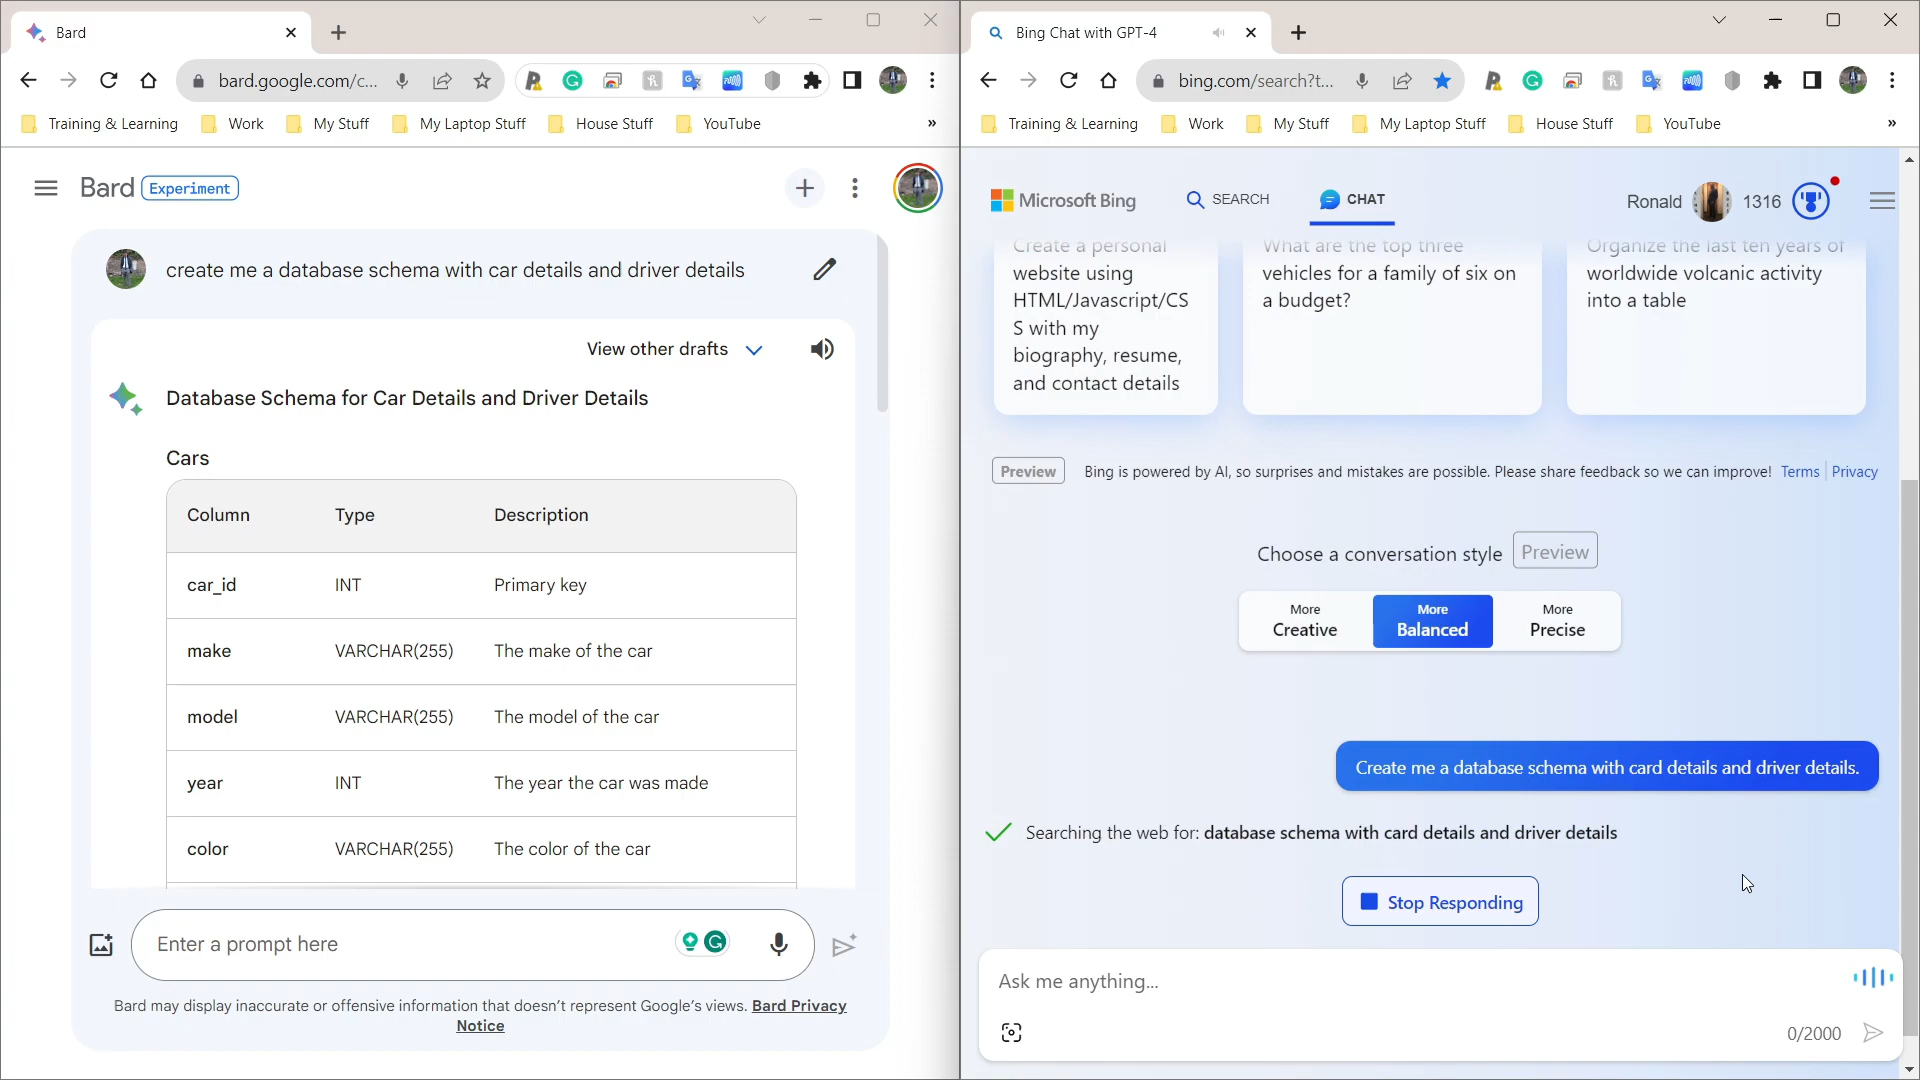 Bard
bard.google.com/c...
Training & Learning
Work
My Stuff
My Laptop Stuff
House Stuff
YouTube
»
Bard
Experiment
create me a database schema with car details and driver details
View other drafts
Database Schema for Car Details and Driver Details
Cars
Column Type Description
car_id INT Primary key
make VARCHAR(255) The make of the car
model VARCHAR(255) The model of the car
year INT The year the car was made
color VARCHAR(255) The color of the car
Enter a prompt here
Bard may display inaccurate or offensive information that doesn't represent Google's views. Bard Privacy
Notice
Bing Chat with GPT-4
bing.com/search?t...
Training & Learning
Work
My Stuff
My Laptop Stuff
House Stuff
YouTube
»
Microsoft Bing
SEARCH
CHAT
Ronald
1316
Create a personal
website using
HTML/Javascript/CS
S with my
biography, resume,
and contact details
What are the top three
vehicles for a family of six on
a budget?
Organize the last ten years of
worldwide volcanic activity
into a table
Preview
Bing is powered by AI, so surprises and mistakes are possible. Please share feedback so we can improve! Terms Privacy
Choose a conversation style Preview
More
Creative
More
Balanced
More
Precise
Create me a database schema with card details and driver details.
Searching the web for: database schema with card details and driver details
Stop Responding
Ask me anything...
0/2000